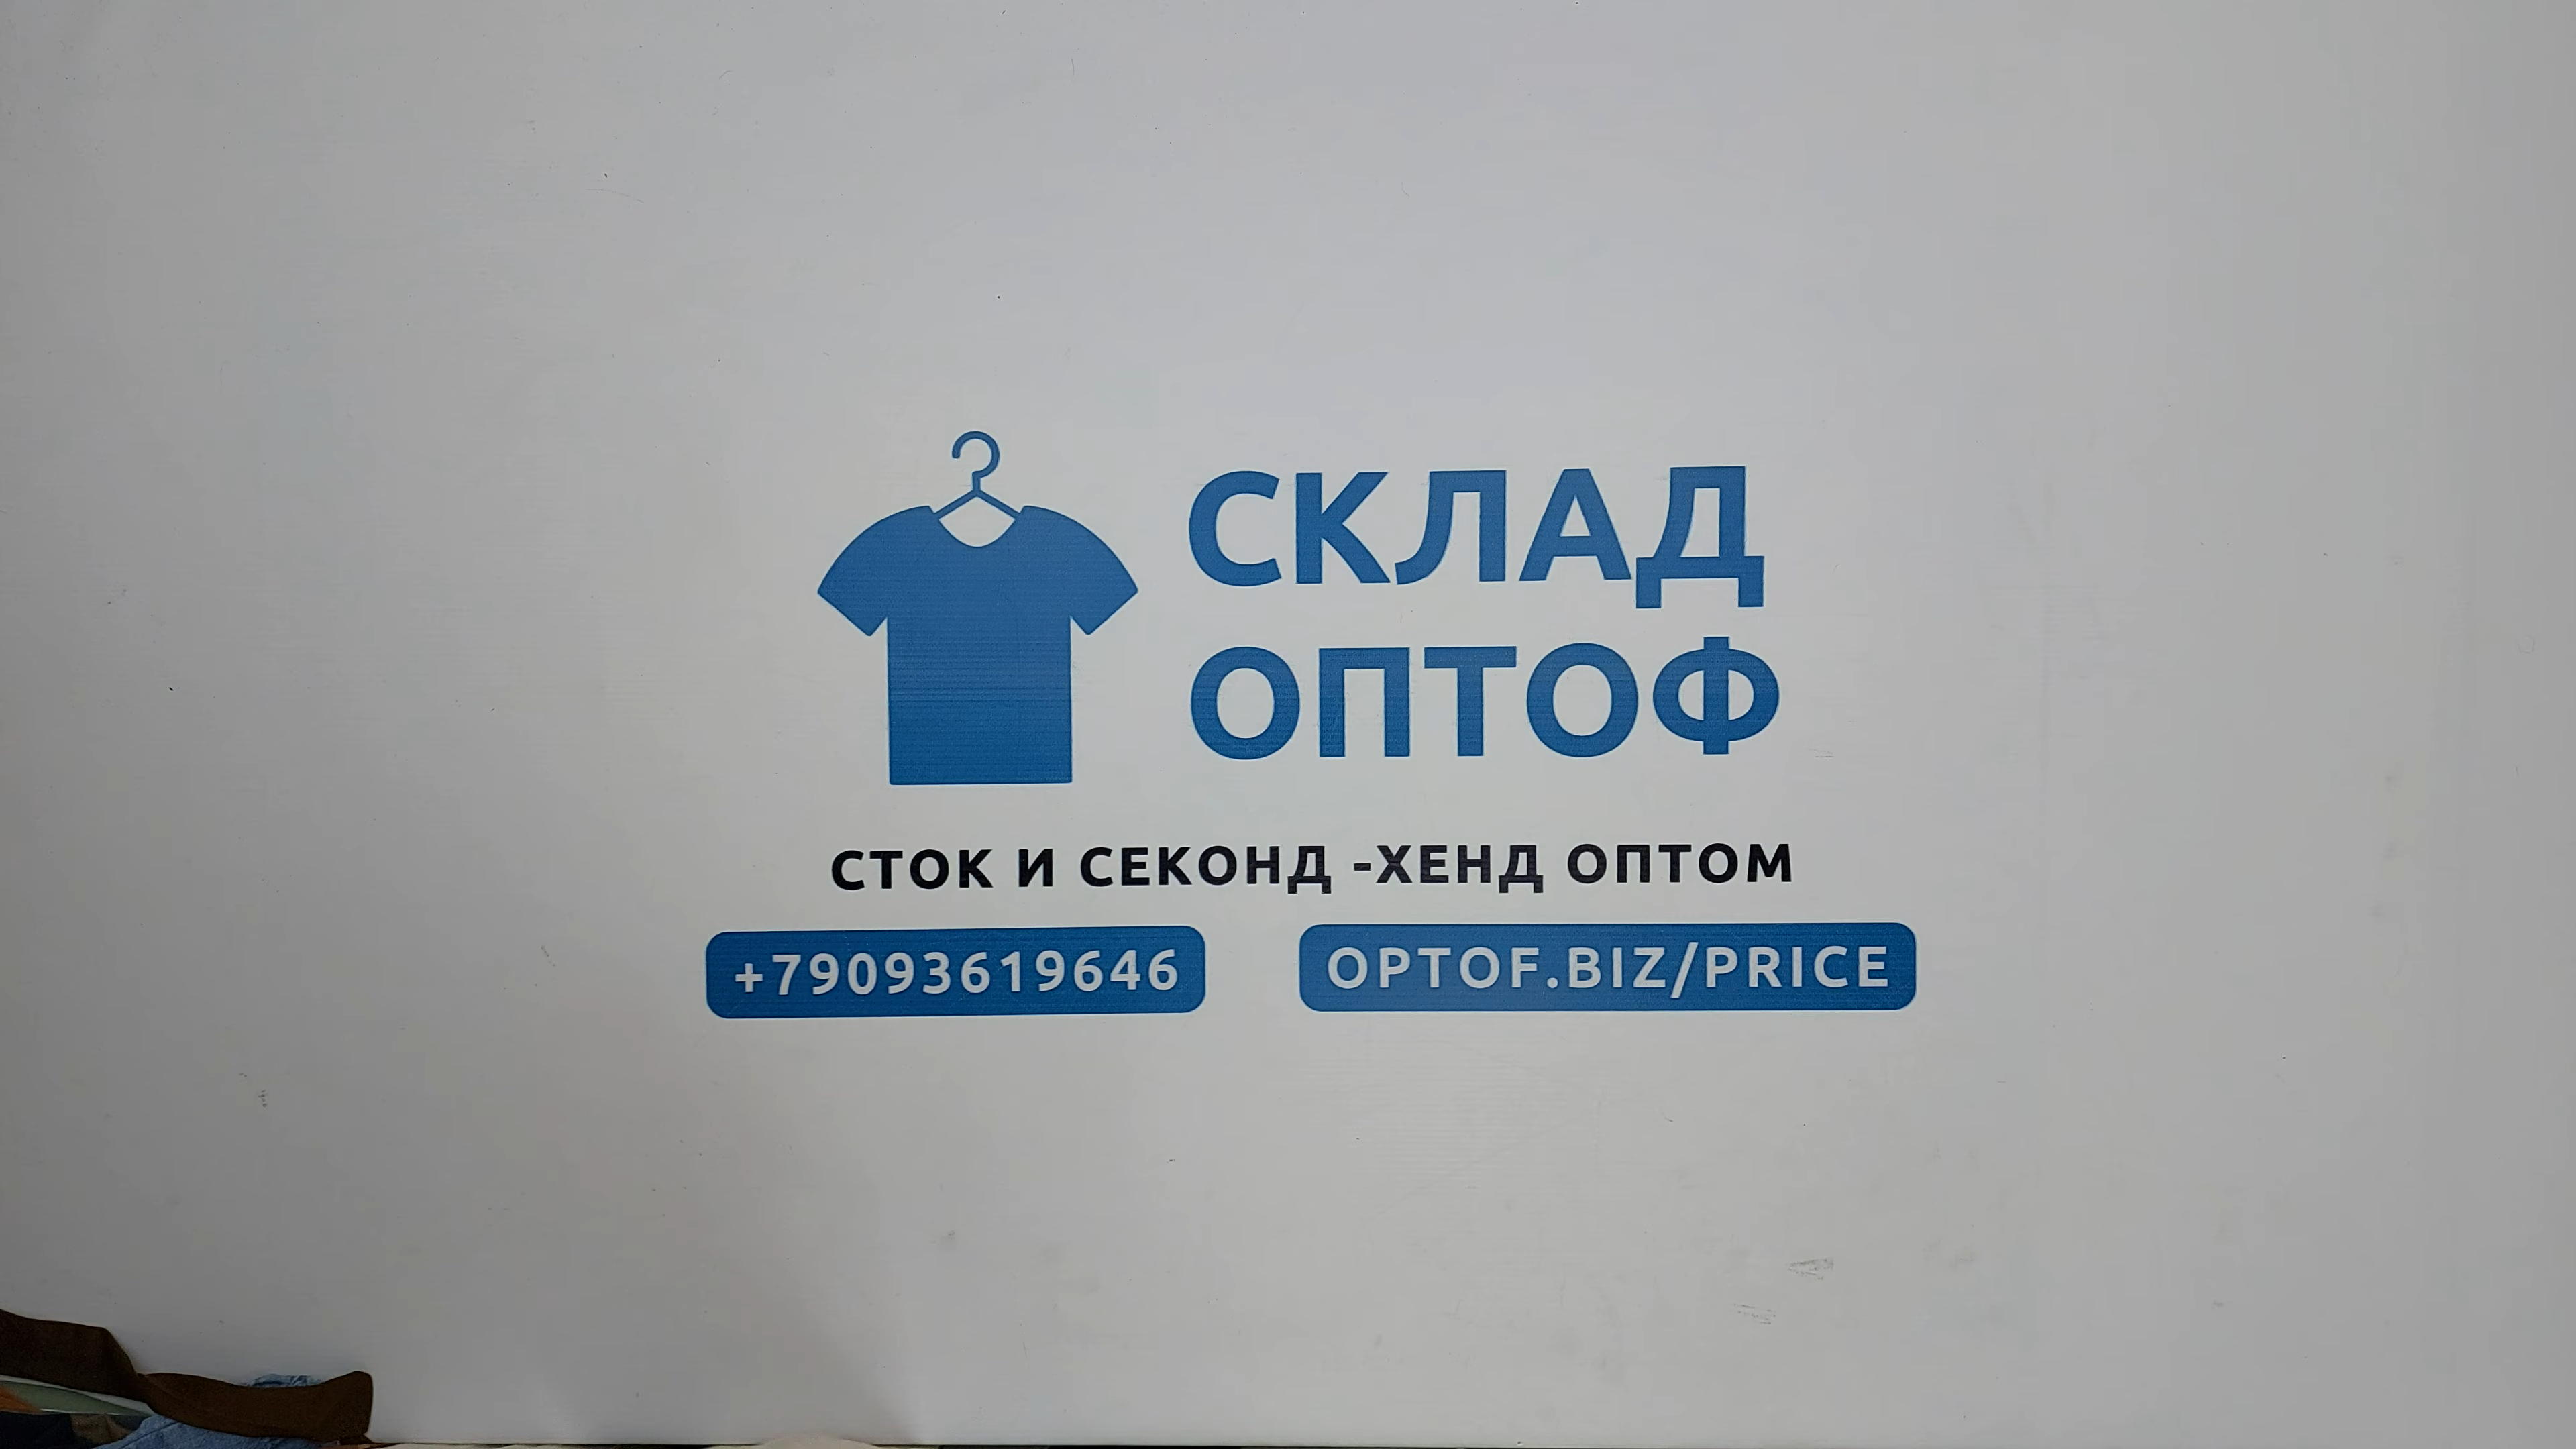 СКЛАД
ОПТОФ
СТОК И СЕКОНД -ХЕНД ОПТОМ
+79093619646
OPTOF.BIZ/PRICE